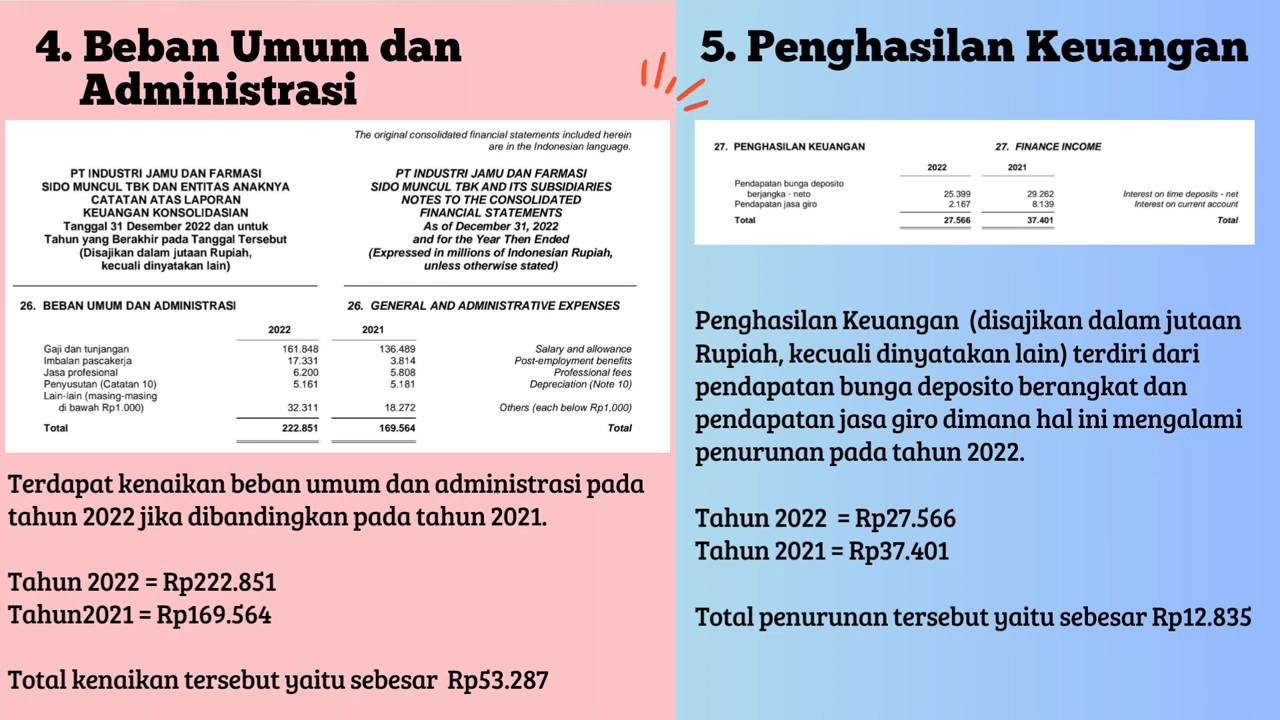 4. Beban Umum dan
Administrasi
The original consolidated financial statements included herein
are in the Indonesian language.
PT INDUSTRI JAMU DAN FARMASI
SIDO MUNCUL TBK DAN ENTITAS ANAKNYA
CATATAN ATAS LAPORAN
KEUANGAN KONSOLIDASIAN
Tanggal 31 Desember 2022 dan untuk
Tahun yang Berakhir pada Tanggal Tersebut
(Disajikan dalam jutaan Rupiah,
kecuali dinyatakan lain)
PT INDUSTRI JAMU DAN FARMASI
SIDO MUNCUL TBK AND ITS SUBSIDIARIES
NOTES TO THE CONSOLIDATED
FINANCIAL STATEMENTS
As of December 31, 2022
and for the Year Then Ended
(Expressed in millions of Indonesian Rupiah,
unless otherwise stated)
26. BEBAN UMUM DAN ADMINISTRASI 26. GENERAL AND ADMINISTRATIVE EXPENSES
2022 2021
Gaji dan tunjangan 161.848 136.489 Salary and allowance
Imbalan pascakerja 17.331 3.814 Post-employment benefits
Jasa profesional 6.200 5.808 Professional fees
Penyusutan (Catatan 10) 5.161 5.181 Depreciation (Note 10)
Lain-lain (masing-masing
di bawah Rp1.000) 32.311 18.272 Others (each below Rp1,000)
Total 222.851 169.564 Total
Terdapat kenaikan beban umum dan administrasi pada
tahun 2022 jika dibandingkan pada tahun 2021.
Tahun 2022 = Rp222.851
Tahun2021 = Rp169.564
Total kenaikan tersebut yaitu sebesar Rp53.287
5. Penghasilan Keuangan
27. PENGHASILAN KEUANGAN 27. FINANCE INCOME
2022 2021
Pendapatan bunga deposito
berjangka - neto 25.399 29.262 Interest on time deposits - net
Pendapatan jasa giro 2.167 8.139 Interest on current account
Total 27.566 37.401 Total
Penghasilan Keuangan (disajikan dalam jutaan
Rupiah, kecuali dinyatakan lain) terdiri dari
pendapatan bunga deposito berangkat dan
pendapatan jasa giro dimana hal ini mengalami
penurunan pada tahun 2022.
Tahun 2022 = Rp27.566
Tahun 2021 = Rp37.401
Total penurunan tersebut yaitu sebesar Rp12.835